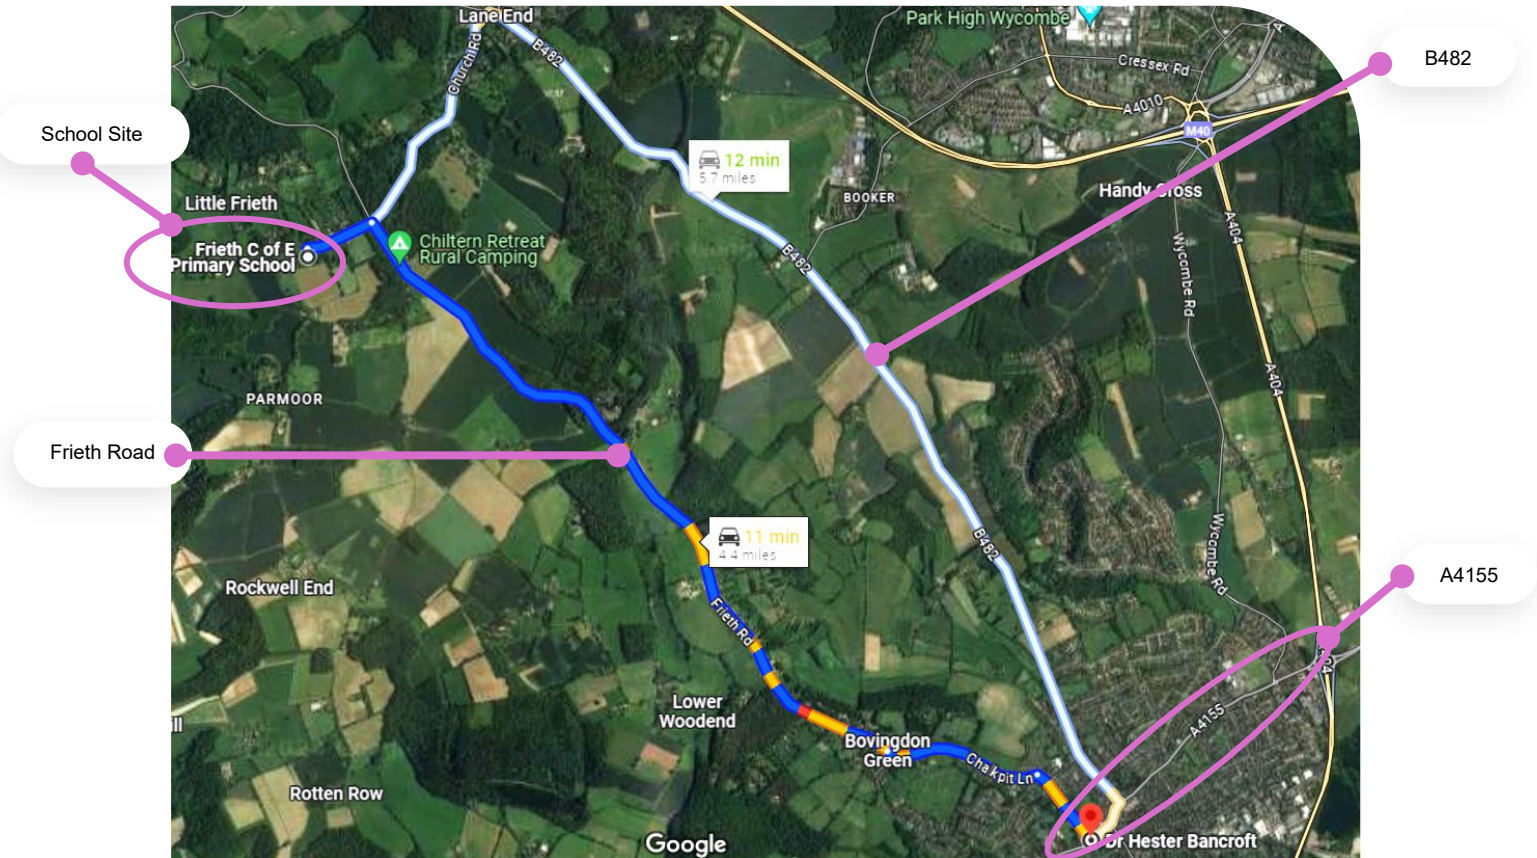 Lane End
Park High Wycombe
B482
B482
Church Rd
Cressex Rd
A4010
M40
School Site
12 min
5.7 miles
Handy Cross
BOOKER
Little Frieth
A404
Frieth C of E
Primary School
Chiltern Retreat
Rural Camping
B482
Wycombe Rd
A404
PARMOOR
Frieth Road
11 min
4.4 miles
B482
Wycombe Rd
A4155
Rockwell End
Frieth Rd
Lower
Woodend
A4155
ill
Bovingdon
Green
Chalkpit Ln
Rotten Row
Google
Dr Hester Bancroft